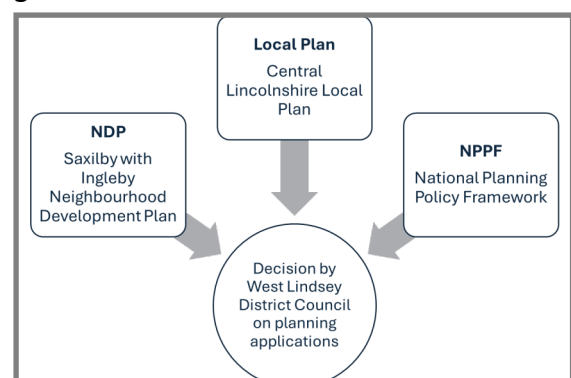 Local Plan
Central
Lincolnshire Local
Plan
NDP
Saxilby with
Ingleby
Neighbourhood
Development Plan
NPPF
National Planning
Policy Framework
Decision by
West Lindsey
District Council
on planning
applications